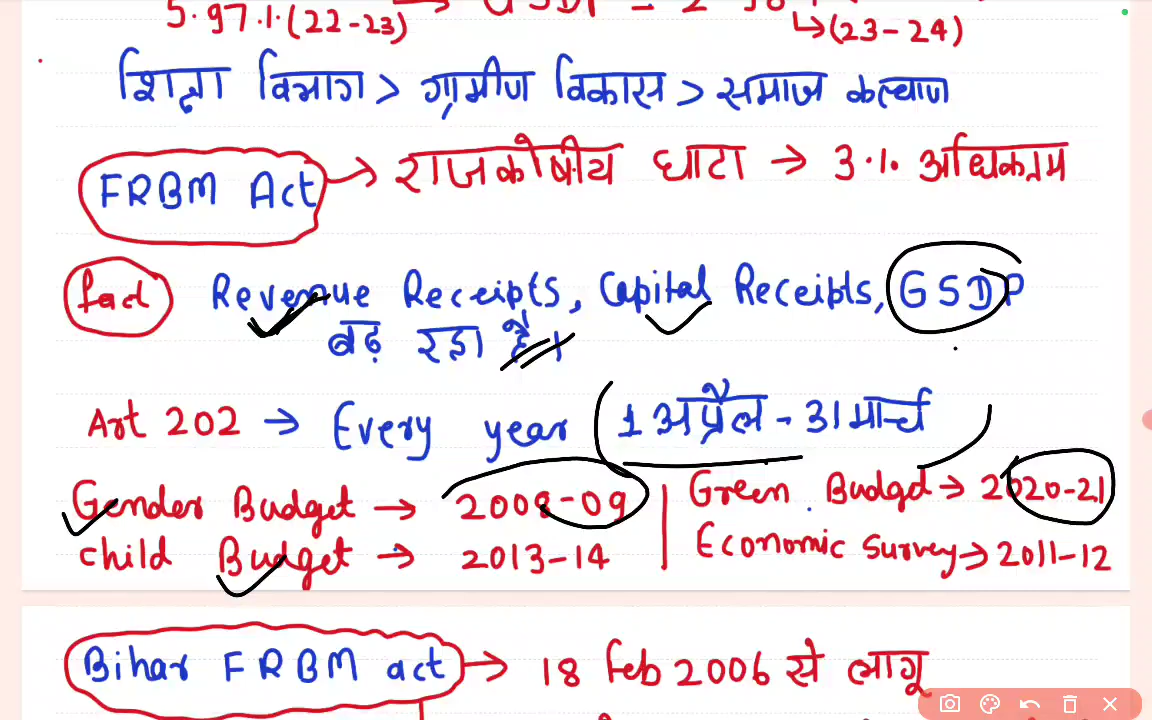 5.97.1.(22-23)
↳(23-24)
शिक्षा विभाग > ग्रामीण विकास > समाज कल्याण
FRBM Act → राजकोषीय घाटा → 3.1. अधिकतम
fact Revenue Receipts, Capital Receipts, GSDP
बढ़ रहा है।
Art 202 → Every year 1 अप्रैल - 31 मार्च
Gender Budget → 2008-09 | Green Budget → 2020-21
child Budget → 2013-14 | Economic Survey → 2011-12
Bihar FRBM act → 18 Feb 2006 से लागू